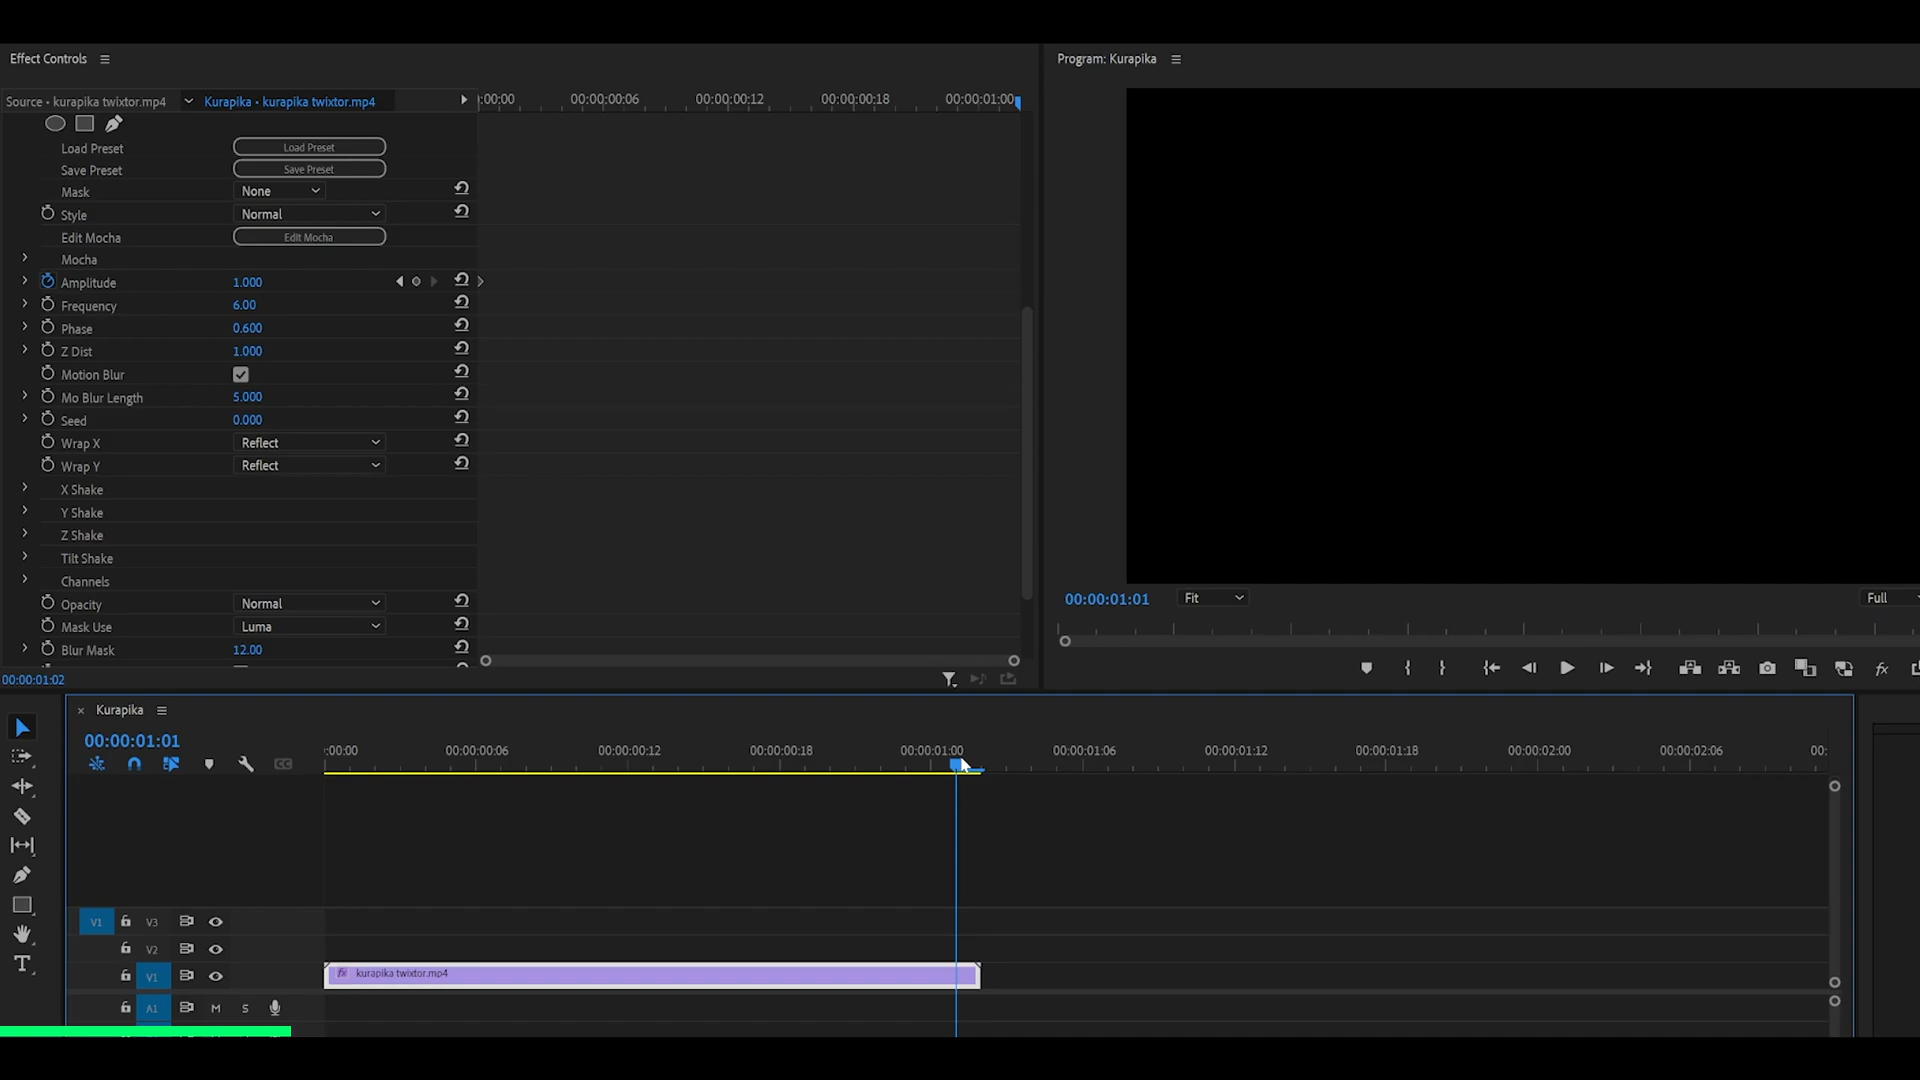 Effect Controls
Program: Kurapika
Source • kurapika twixtor.mp4
Kurapika • kurapika twixtor.mp4
:00:00
00:00:00:06
00:00:00:12
00:00:00:18
00:00:01:00
Load Preset
Load Preset
Save Preset
Save Preset
Mask
None
Style
Normal
Edit Mocha
Edit Mocha
Mocha
Amplitude
1.000
Frequency
6.00
Phase
0.600
Z Dist
1.000
Motion Blur
Mo Blur Length
5.000
Seed
0.000
Wrap X
Reflect
Wrap Y
Reflect
X Shake
Y Shake
Z Shake
Tilt Shake
Channels
Opacity
Normal
Mask Use
Luma
Blur Mask
12.00
00:00:01:02
00:00:01:01
Fit
Full
fx
Kurapika
00:00:01:01
CC
:00:00
00:00:00:06
00:00:00:12
00:00:00:18
00:00:01:00
00:00:01:06
00:00:01:12
00:00:01:18
00:00:02:00
00:00:02:06
00:
V1
V3
V2
V1
fx
kurapika twixtor.mp4
A1
M
S